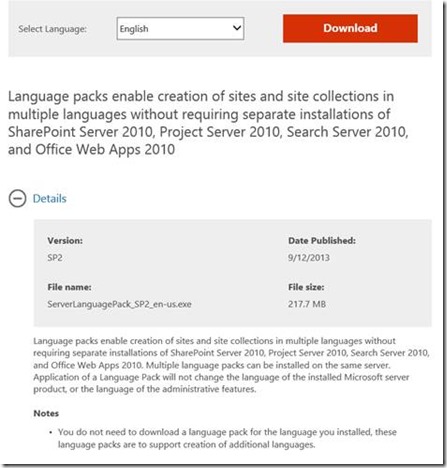 Select Language:
English
Download
Language packs enable creation of sites and site collections in
multiple languages without requiring separate installations of
SharePoint Server 2010, Project Server 2010, Search Server 2010,
and Office Web Apps 2010
Details
Version:
SP2
Date Published:
9/12/2013
File name:
ServerLanguagePack_SP2_en-us.exe
File size:
217.7 MB
Language packs enable creation of sites and site collections in multiple languages without
requiring separate installations of SharePoint Server 2010, Project Server 2010, Search Server 2010,
and Office Web Apps 2010. Multiple language packs can be installed on the same server.
Application of a Language Pack will not change the language of the installed Microsoft server
product, or the language of the administrative features.
Notes
• You do not need to download a language pack for the language you installed, these
language packs are to support creation of additional languages.